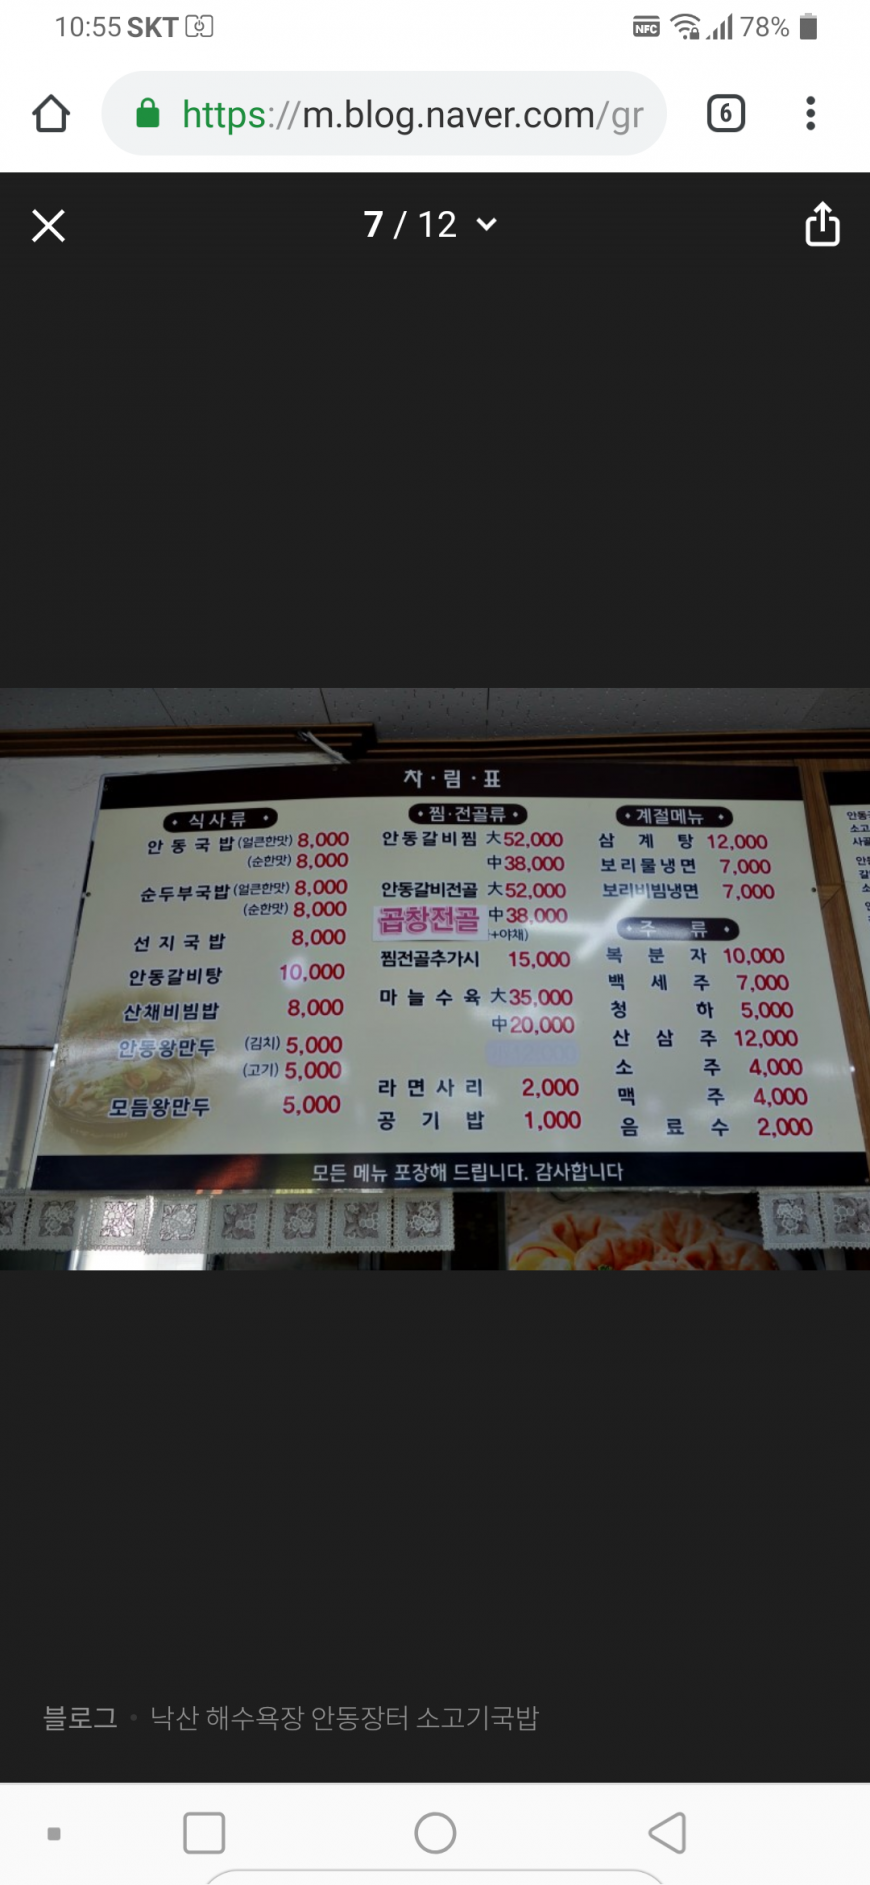 10:55 SKT NFC 78%
https://m.blog.naver.com/gr 6
7 / 12
차·림·표
식사류
안동국밥 (얼큰한맛) 8,000
(순한맛) 8,000
순두부국밥 (얼큰한맛) 8,000
(순한맛) 8,000
선지국밥 8,000
안동갈비탕 10,000
산채비빔밥 8,000
안동왕만두 (김치) 5,000
(고기) 5,000
모듬왕만두 5,000
찜·전골류
안동갈비찜 大52,000
中38,000
안동갈비전골 大52,000
곱창전골 中38,000
+야채)
찜전골추가시 15,000
마늘수육 大35,000
中20,000
라면사리 2,000
공기밥 1,000
계절메뉴
삼계탕 12,000
보리물냉면 7,000
보리비빔냉면 7,000
주류
복분자 10,000
백세주 7,000
청하 5,000
산삼주 12,000
소주 4,000
맥주 4,000
음료수 2,000
모든 메뉴 포장해 드립니다. 감사합니다
블로그 • 낙산 해수욕장 안동장터 소고기국밥